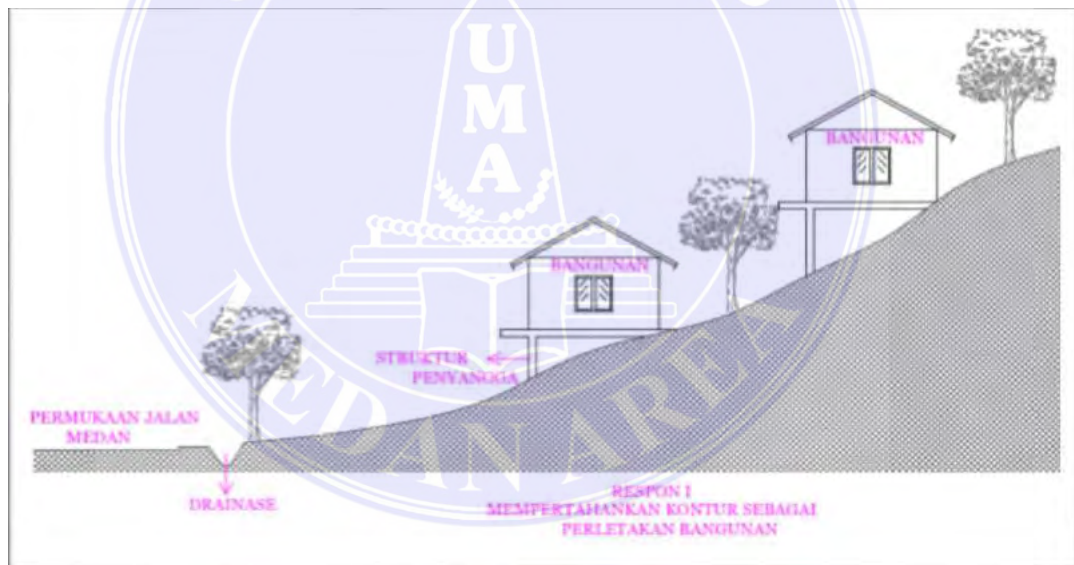 UMA
MEDAN AREA
BANGUNAN
BANGUNAN
STRUKTUR
PENYANGGA
PERMUKAAN JALAN
MEDAN
DRAINASE
RESPON I
MEMPERTAHANKAN KONTUR SEBAGAI
PERLETAKAN BANGUNAN